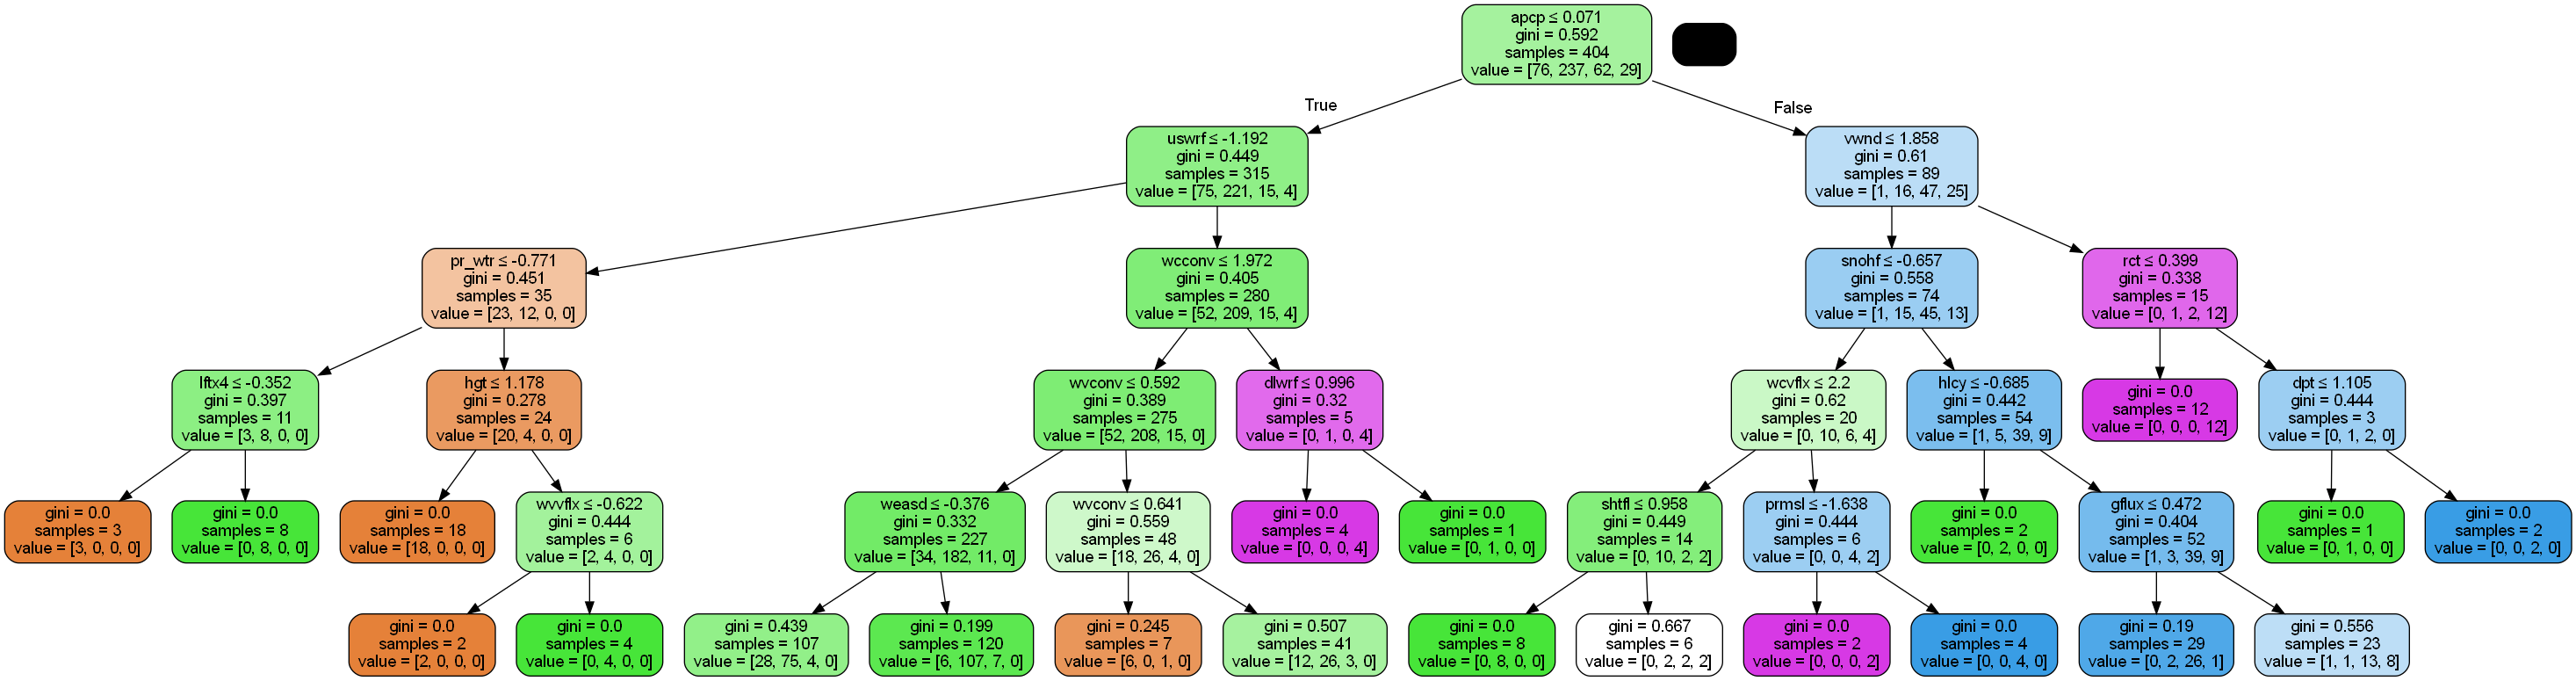 apcp ≤ 0.071
gini = 0.592
samples = 404
value = [76, 237, 62, 29]
True
False
uswrf ≤ -1.192
gini = 0.449
samples = 315
value = [75, 221, 15, 4]
vwnd ≤ 1.858
gini = 0.61
samples = 89
value = [1, 16, 47, 25]
pr_wtr ≤ -0.771
gini = 0.451
samples = 35
value = [23, 12, 0, 0]
wcconv ≤ 1.972
gini = 0.405
samples = 280
value = [52, 209, 15, 4]
snohf ≤ -0.657
gini = 0.558
samples = 74
value = [1, 15, 45, 13]
rct ≤ 0.399
gini = 0.338
samples = 15
value = [0, 1, 2, 12]
lftx4 ≤ -0.352
gini = 0.397
samples = 11
value = [3, 8, 0, 0]
hgt ≤ 1.178
gini = 0.278
samples = 24
value = [20, 4, 0, 0]
wvconv ≤ 0.592
gini = 0.389
samples = 275
value = [52, 208, 15, 0]
dlwrf ≤ 0.996
gini = 0.32
samples = 5
value = [0, 1, 0, 4]
wcvflx ≤ 2.2
gini = 0.62
samples = 20
value = [0, 10, 6, 4]
hlcy ≤ -0.685
gini = 0.442
samples = 54
value = [1, 5, 39, 9]
gini = 0.0
samples = 12
value = [0, 0, 0, 12]
dpt ≤ 1.105
gini = 0.444
samples = 3
value = [0, 1, 2, 0]
gini = 0.0
samples = 3
value = [3, 0, 0, 0]
gini = 0.0
samples = 8
value = [0, 8, 0, 0]
gini = 0.0
samples = 18
value = [18, 0, 0, 0]
wvvflx ≤ -0.622
gini = 0.444
samples = 6
value = [2, 4, 0, 0]
weasd ≤ -0.376
gini = 0.332
samples = 227
value = [34, 182, 11, 0]
wvconv ≤ 0.641
gini = 0.559
samples = 48
value = [18, 26, 4, 0]
gini = 0.0
samples = 4
value = [0, 0, 0, 4]
gini = 0.0
samples = 1
value = [0, 1, 0, 0]
shtfl ≤ 0.958
gini = 0.449
samples = 14
value = [0, 10, 2, 2]
prmsl ≤ -1.638
gini = 0.444
samples = 6
value = [0, 0, 4, 2]
gini = 0.0
samples = 2
value = [0, 2, 0, 0]
gflux ≤ 0.472
gini = 0.404
samples = 52
value = [1, 3, 39, 9]
gini = 0.0
samples = 1
value = [0, 1, 0, 0]
gini = 0.0
samples = 2
value = [0, 0, 2, 0]
gini = 0.0
samples = 2
value = [2, 0, 0, 0]
gini = 0.0
samples = 4
value = [0, 4, 0, 0]
gini = 0.439
samples = 107
value = [28, 75, 4, 0]
gini = 0.199
samples = 120
value = [6, 107, 7, 0]
gini = 0.245
samples = 7
value = [6, 0, 1, 0]
gini = 0.507
samples = 41
value = [12, 26, 3, 0]
gini = 0.0
samples = 8
value = [0, 8, 0, 0]
gini = 0.667
samples = 6
value = [0, 2, 2, 2]
gini = 0.0
samples = 2
value = [0, 0, 0, 2]
gini = 0.0
samples = 4
value = [0, 0, 4, 0]
gini = 0.19
samples = 29
value = [0, 2, 26, 1]
gini = 0.556
samples = 23
value = [1, 1, 13, 8]